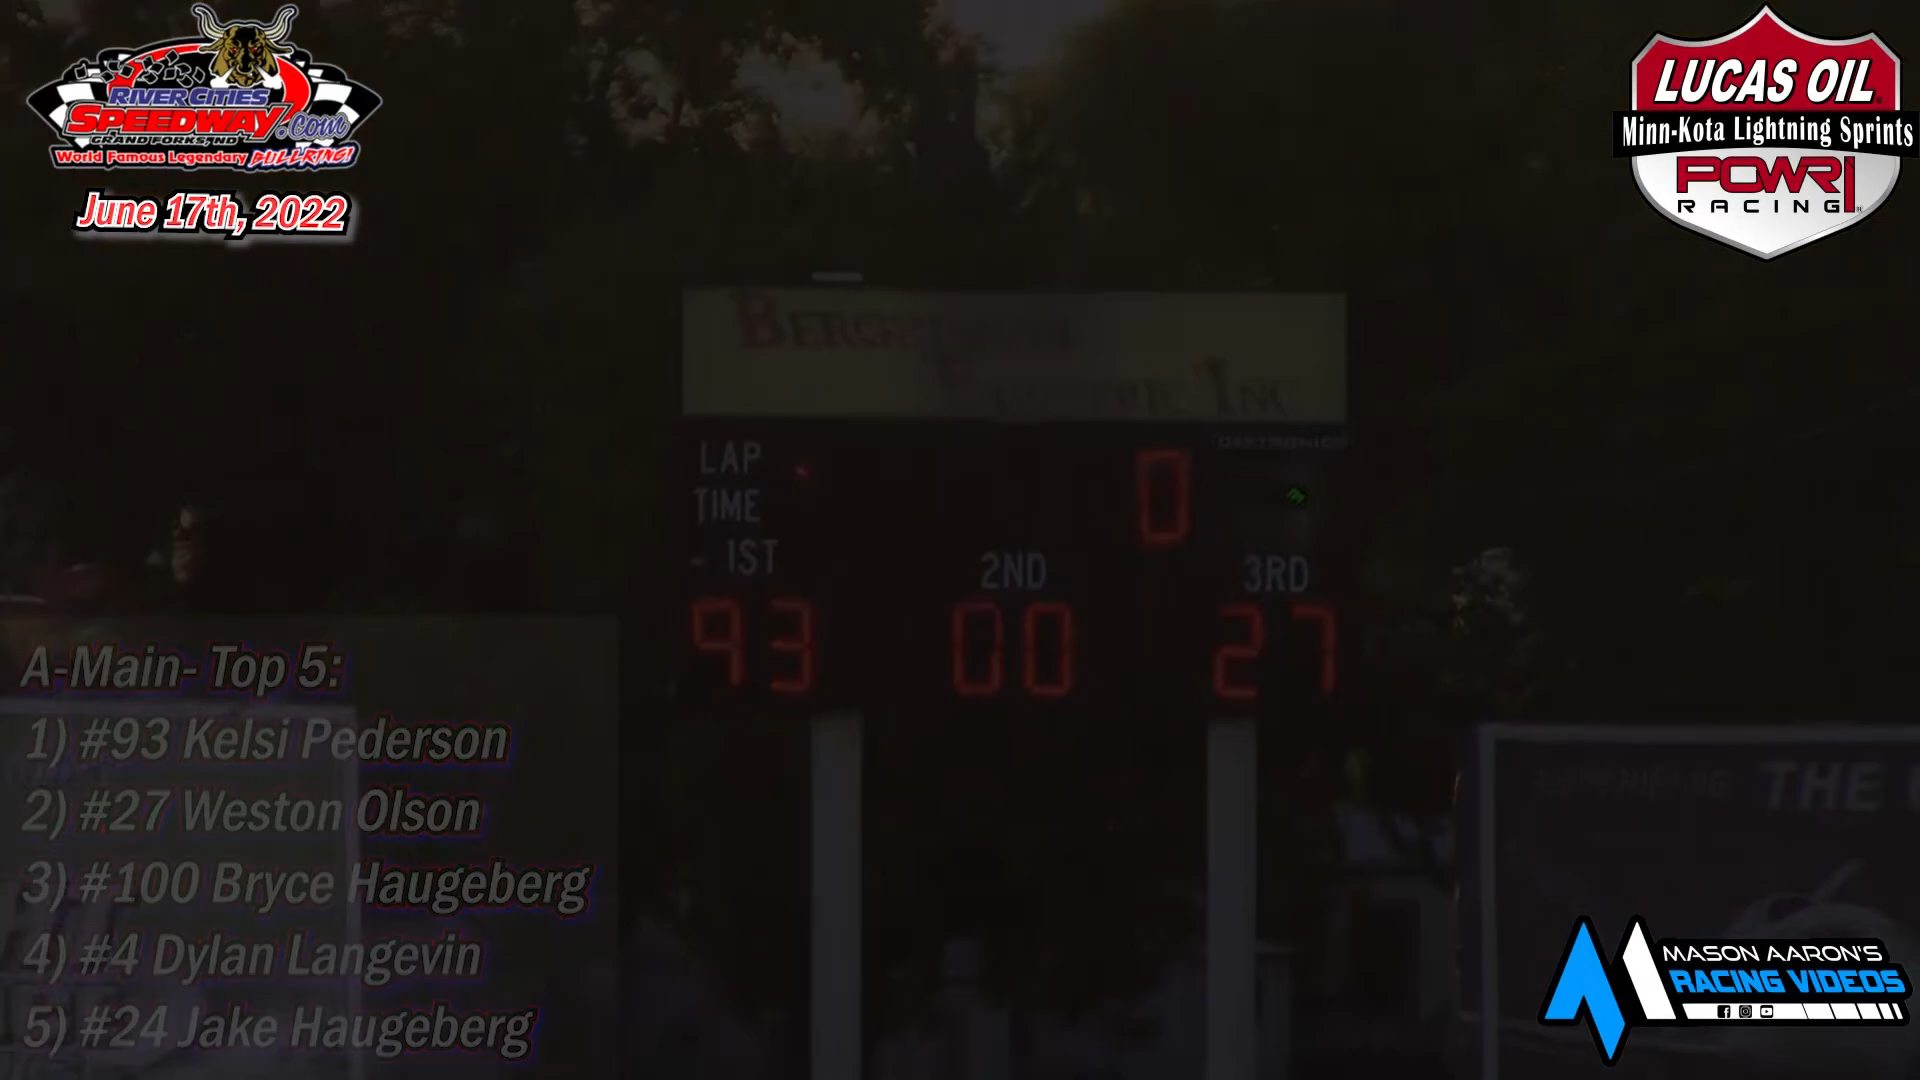 RIVER CITIES
SPEEDWAY.com
GRAND FORKS, ND
World Famous Legendary BULLRING!
June 17th, 2022
LUCAS OIL
Minn-Kota Lightning Sprints
POWRI
RACING
INC
LAP
TIME
0
- 1ST
2ND
3RD
93
00
27
A-Main- Top 5:
1) #93 Kelsi Pederson
2) #27 Weston Olson
3) #100 Bryce Haugeberg
4) #4 Dylan Langevin
5) #24 Jake Haugeberg
THE
MASON AARON'S
RACING VIDEOS